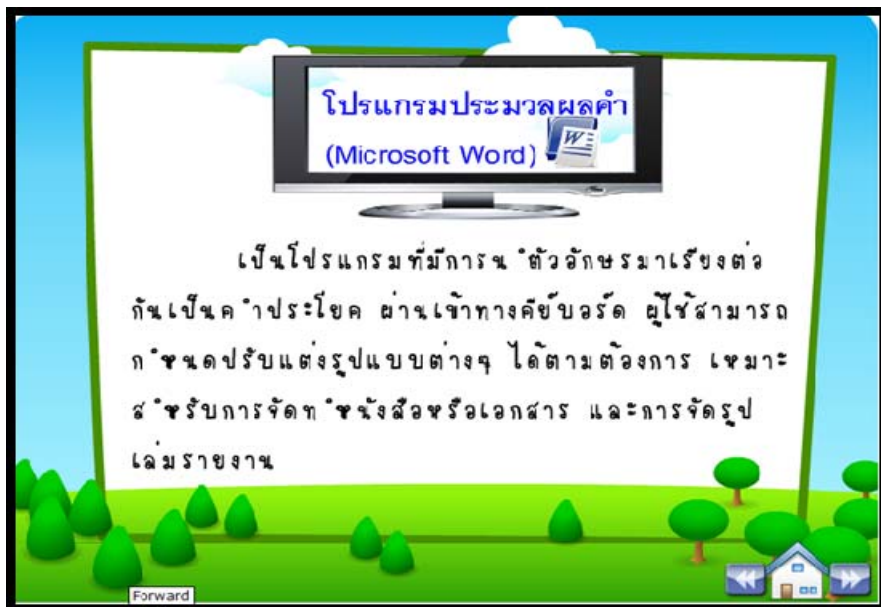 โปรแกรมประมวลผลคำ
(Microsoft Word)
เป็นโปรแกรมที่มีการน ำตัวอักษรมาเรียงต่อ
กันเป็นค ำประโยค ผ่านเข้าทางคีย์บอร์ด ผู้ใช้สามารถ
ก ำหนดปรับแต่งรูปแบบต่างๆ ได้ตามต้องการ เหมาะ
ส ำหรับการจัดท ำหนังสือหรือเอกสาร และการจัดรูป
เล่มรายงาน
Forward